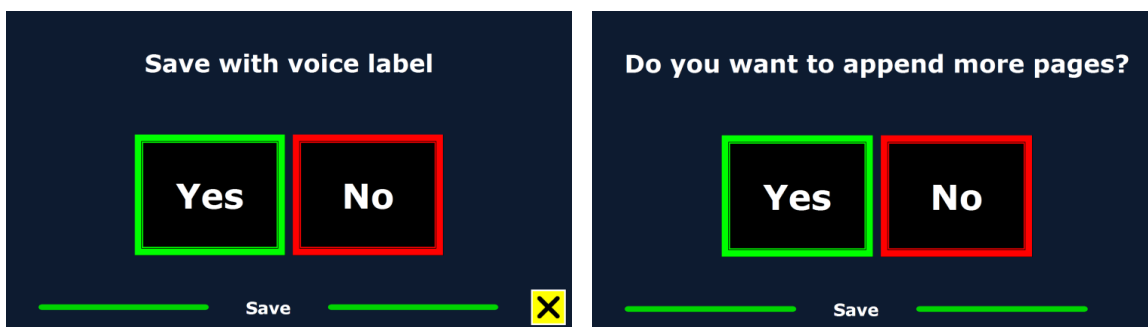 Save with voice label
Yes No
Save
Do you want to append more pages?
Yes No
Save